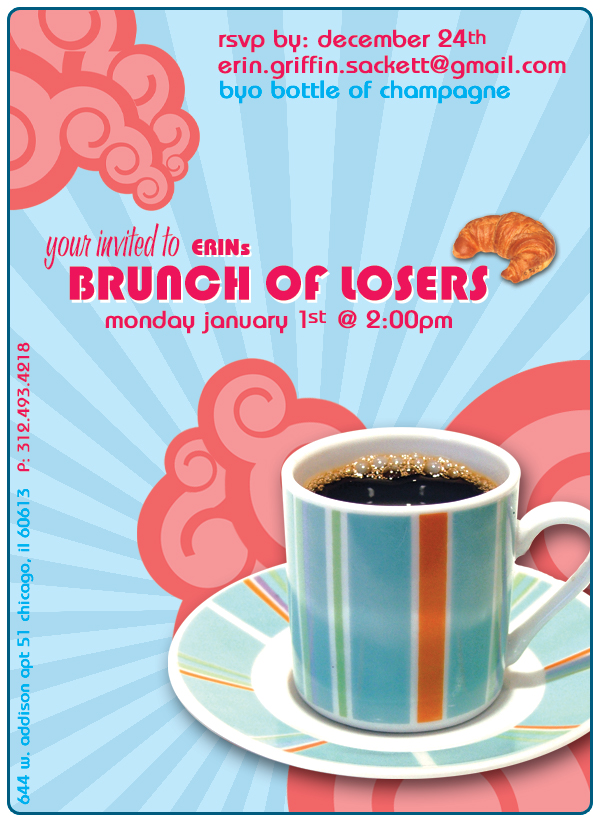 rsvp by: december 24th
erin.griffin.sackett@gmail.com
byo bottle of champagne
your invited to ERINs
BRUNCH OF LOSERS
monday january 1st @ 2:00pm
644 w. addison apt 51 chicago, il 60613 P: 312.493.4218